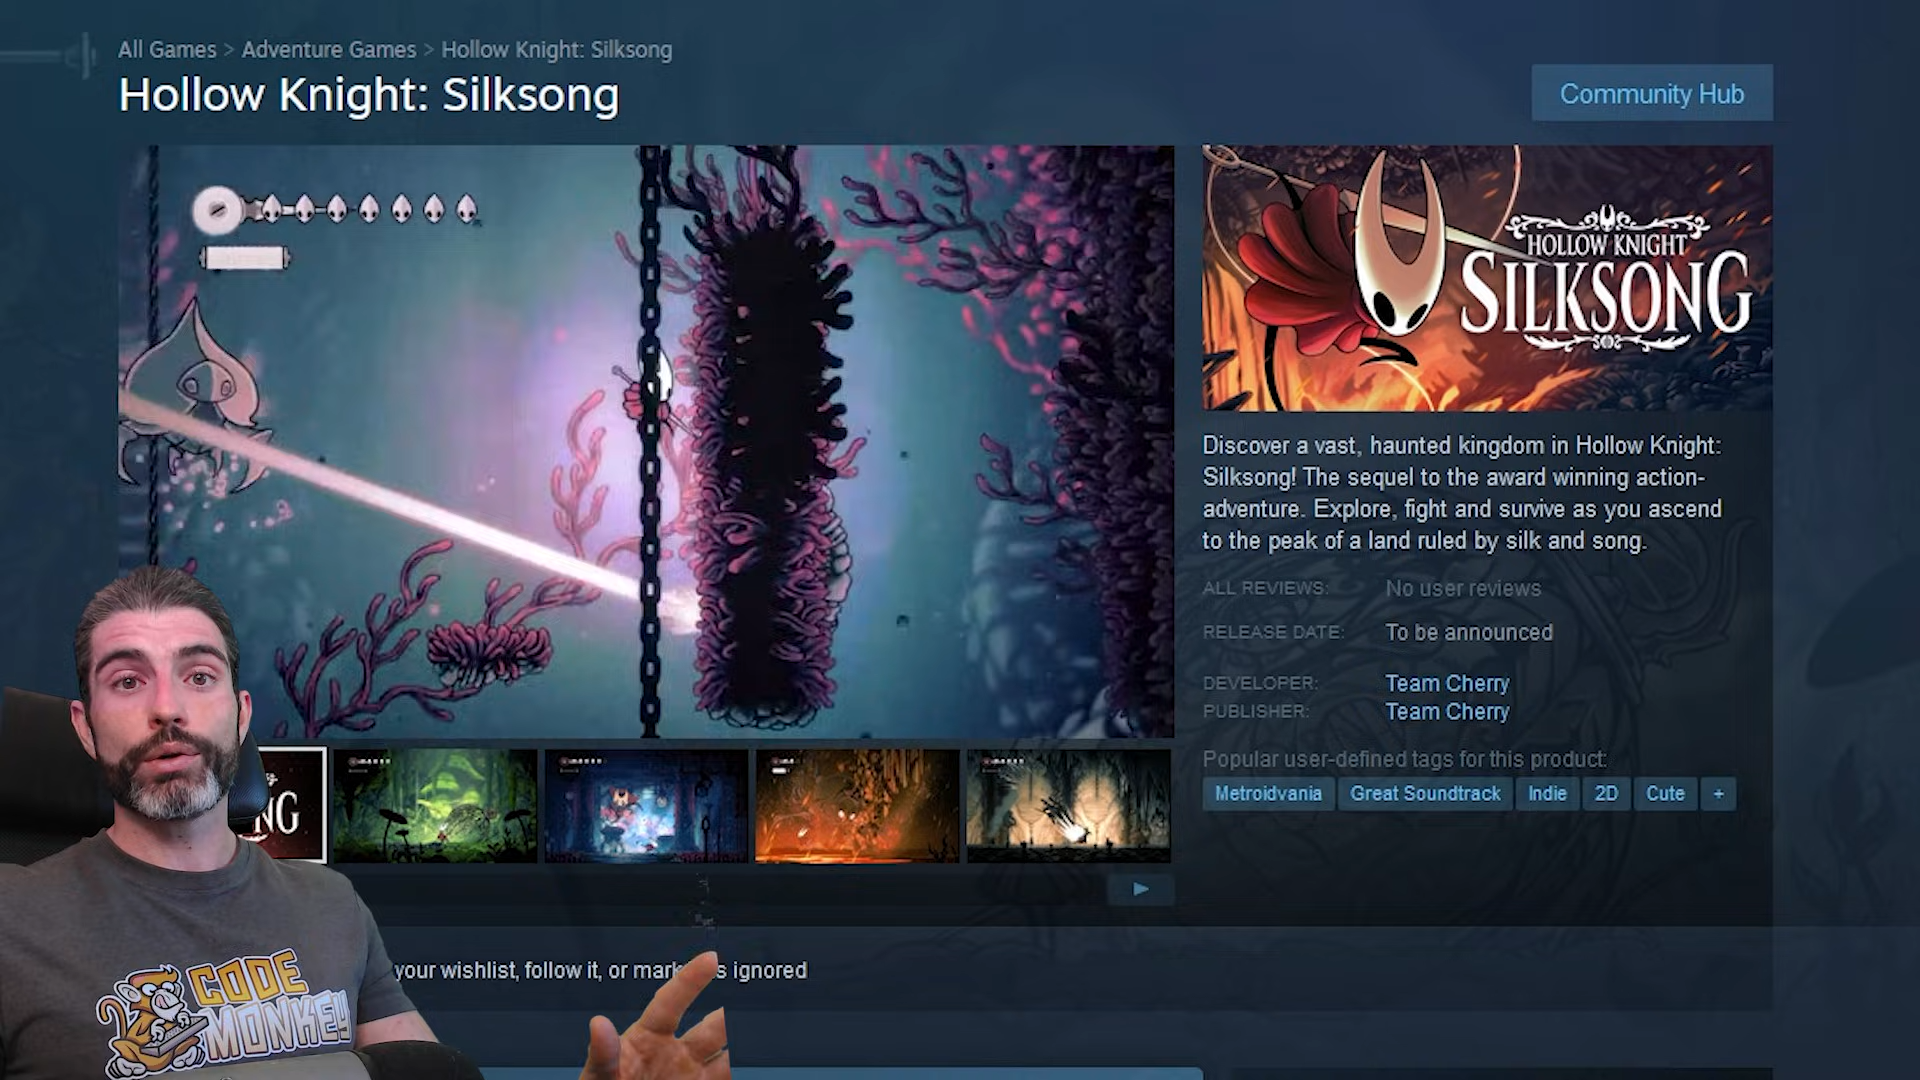 All Games > Adventure Games > Hollow Knight: Silksong
Hollow Knight: Silksong
Community Hub
HOLLOW KNIGHT
SILKSONG
Discover a vast, haunted kingdom in Hollow Knight:
Silksong! The sequel to the award winning action-
adventure. Explore, fight and survive as you ascend
to the peak of a land ruled by silk and song.
ALL REVIEWS: No user reviews
RELEASE DATE: To be announced
DEVELOPER: Team Cherry
PUBLISHER: Team Cherry
Popular user-defined tags for this product:
Metroidvania Great Soundtrack Indie 2D Cute +
NG
your wishlist, follow it, or mark s ignored
CODE
MONKEY